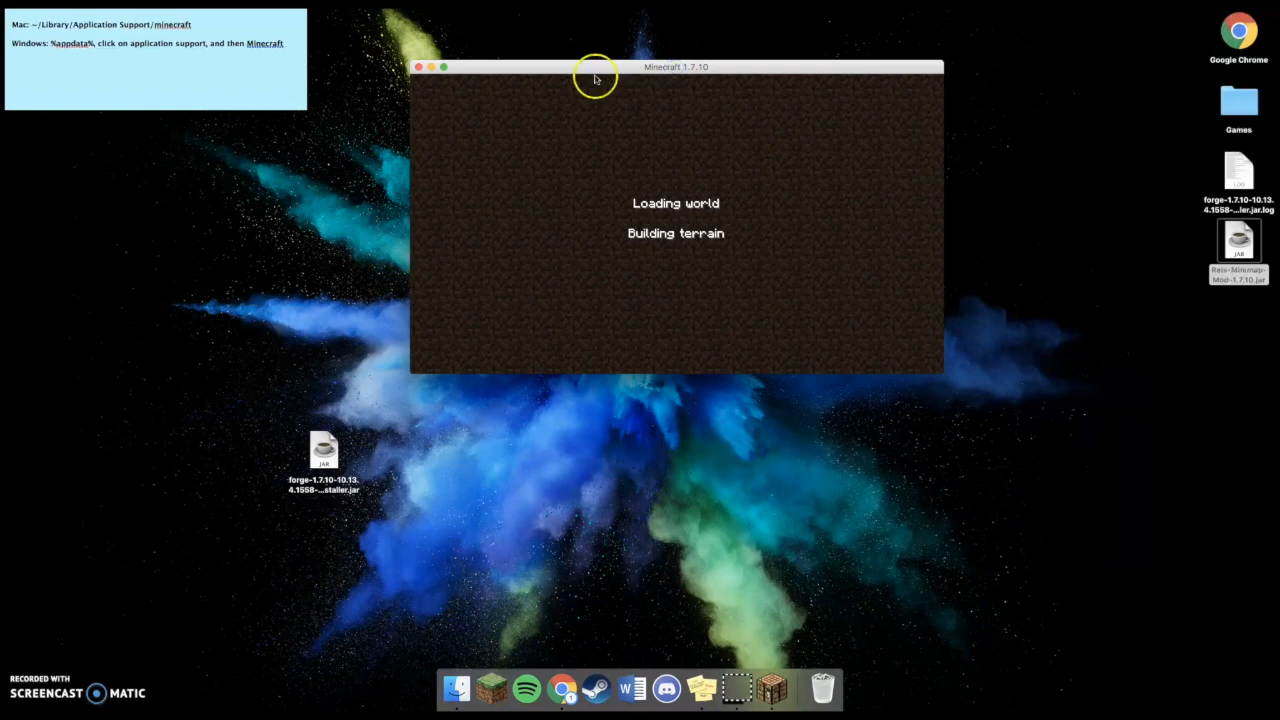 Mac: ~/Library/Application Support/minecraft
Windows: %appdata%, click on application support, and then Minecraft
Minecraft 1.7.10
Loading world
Building terrain
Google Chrome
Games
LOG
forge-1.7.10-10.13.
4.1558-...ler.jar.log
JAR
Reis-Minimap-
Mod-1.7.10.jar
JAR
forge-1.7.10-10.13.
4.1558-...staller.jar
RECORDED WITH
SCREENCAST MATIC
W
1